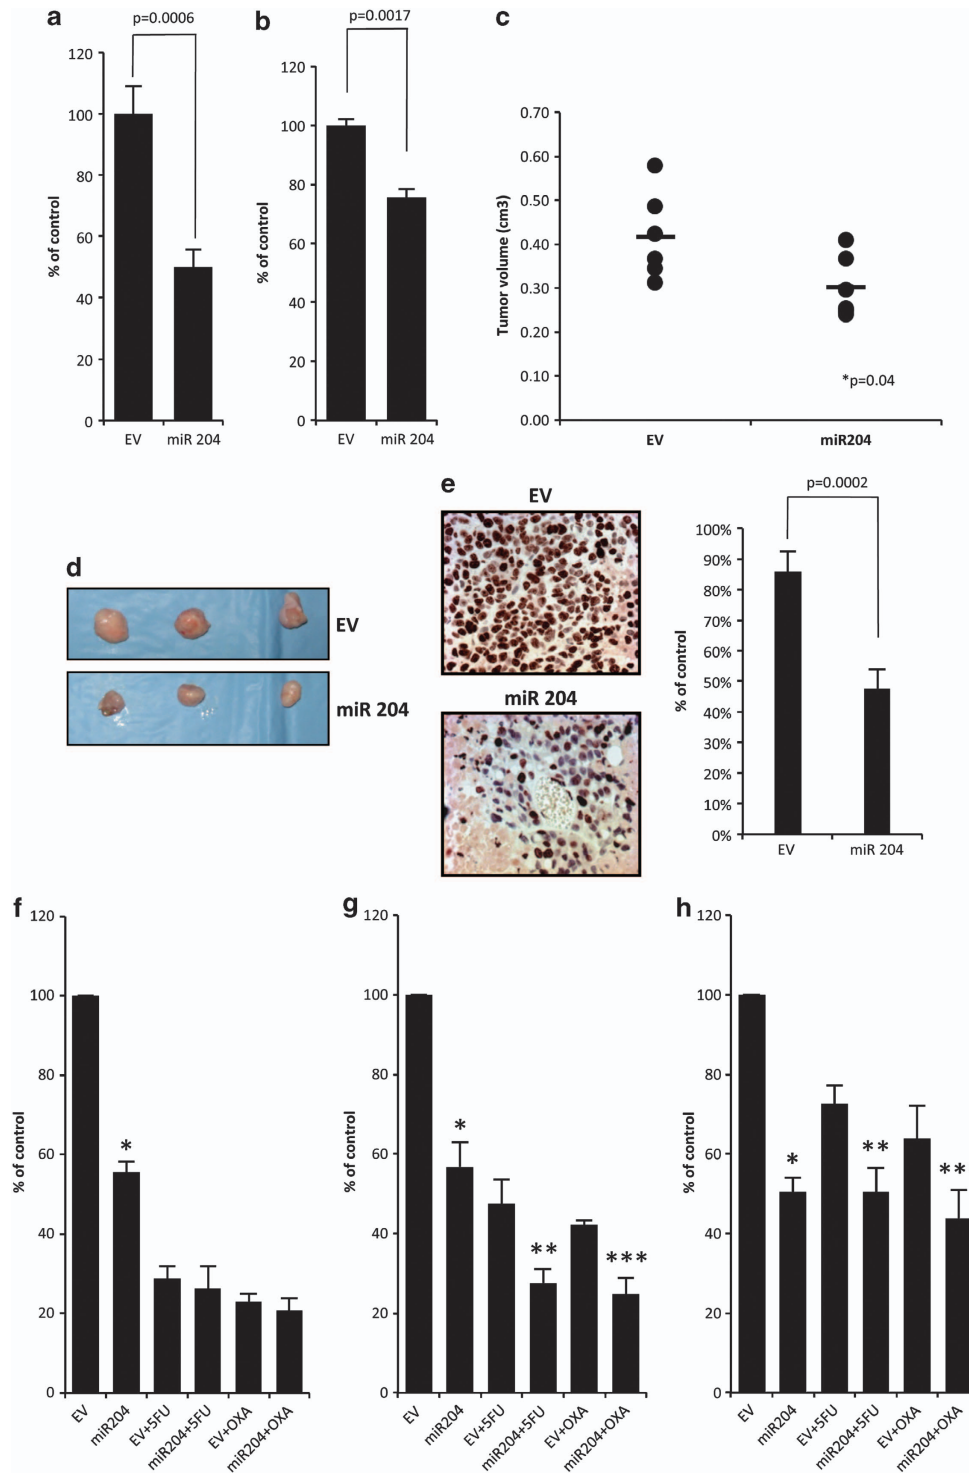 a
p=0.0006
120
100
80
60
40
20
0
% of control
EV
miR 204
b
p=0.0017
120
100
80
60
40
20
0
% of control
EV
miR 204
c
0.70
0.60
0.50
0.40
0.30
0.20
0.10
0.00
Tumor volume (cm3)
*p=0.04
EV
miR204
d
EV
miR 204
e
EV
miR 204
p=0.0002
100%
90%
80%
70%
60%
50%
40%
30%
20%
10%
0%
% of control
EV
miR 204
f
120
100
80
60
40
20
0
% of control
*
EV
miR204
EV+5FU
miR204+5FU
EV+OXA
miR204+OXA
g
120
100
80
60
40
20
0
% of control
*
**
***
EV
miR204
EV+5FU
miR204+5FU
EV+OXA
miR204+OXA
h
120
100
80
60
40
20
0
% of control
*
**
**
EV
miR204
EV+5FU
miR204+5FU
EV+OXA
miR204+OXA